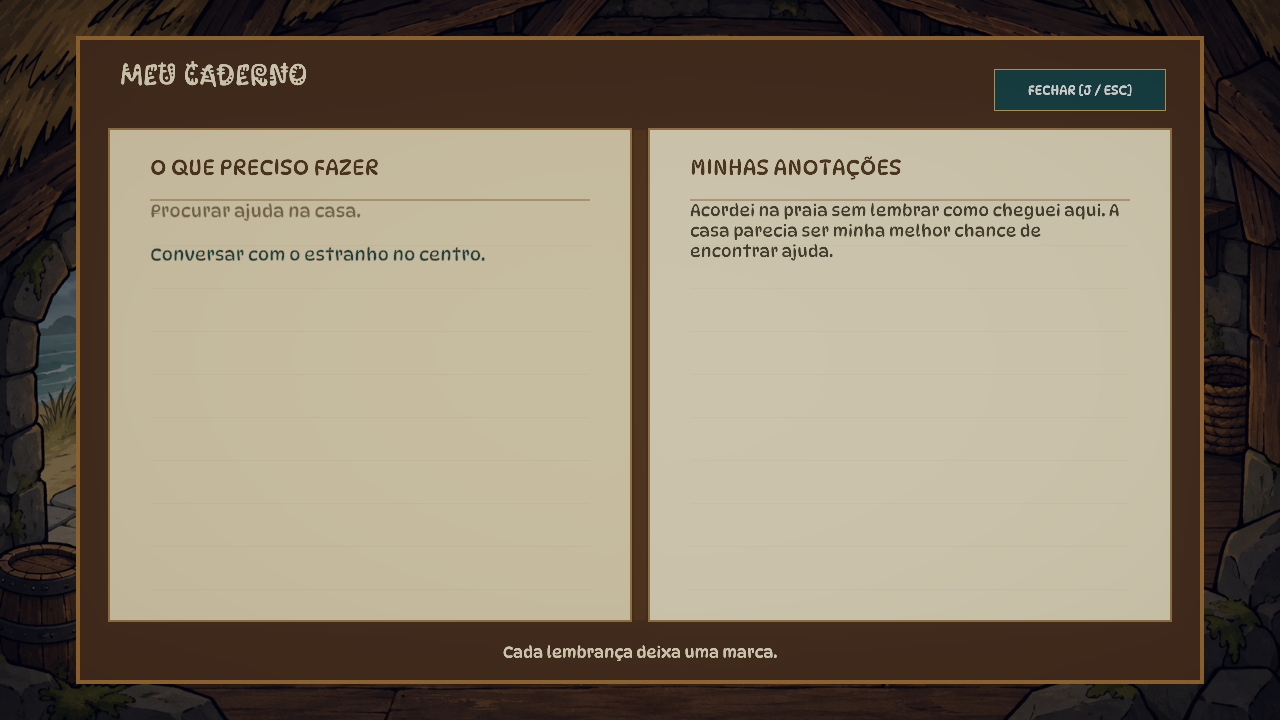 MEU CADERNO
FECHAR [J / ESC]
O QUE PRECISO FAZER
Procurar ajuda na casa.
Conversar com o estranho no centro.
MINHAS ANOTAÇÕES
Acordei na praia sem lembrar como cheguei aqui. A
casa parecia ser minha melhor chance de
encontrar ajuda.
Cada lembrança deixa uma marca.